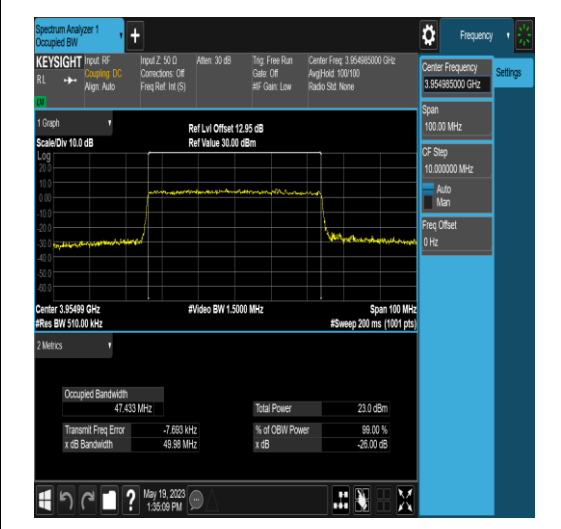 Spectrum Analyzer 1
Occupied BW
Frequency
KEYSIGHT
RL
LM
Input: RF
Coupling: DC
Align: Auto
Input Z: 50 Ω
Corrections: Off
Freq Ref: Int (S)
Atten: 30 dB
Trig: Free Run
Gate: Off
#IF Gain: Low
Center Freq: 3.954985000 GHz
Avg|Hold: 100/100
Radio Std: None
Center Frequency
3.954985000 GHz
Settings
Span
100.00 MHz
CF Step
10.000000 MHz
Auto
Man
Freq Offset
0 Hz
1 Graph
Scale/Div 10.0 dB
Ref Lvl Offset 12.95 dB
Ref Value 30.00 dBm
Log
20.0
10.0
0.00
-10.0
-20.0
-30.0
-40.0
-50.0
-60.0
Center 3.95499 GHz
#Res BW 510.00 kHz
#Video BW 1.5000 MHz
Span 100 MHz
#Sweep 200 ms (1001 pts)
2 Metrics
Occupied Bandwidth
47.433 MHz
Total Power 23.0 dBm
Transmit Freq Error -7.693 kHz
% of OBW Power 99.00 %
x dB Bandwidth 49.98 MHz
x dB -26.00 dB
?
May 19, 2023
1:35:09 PM